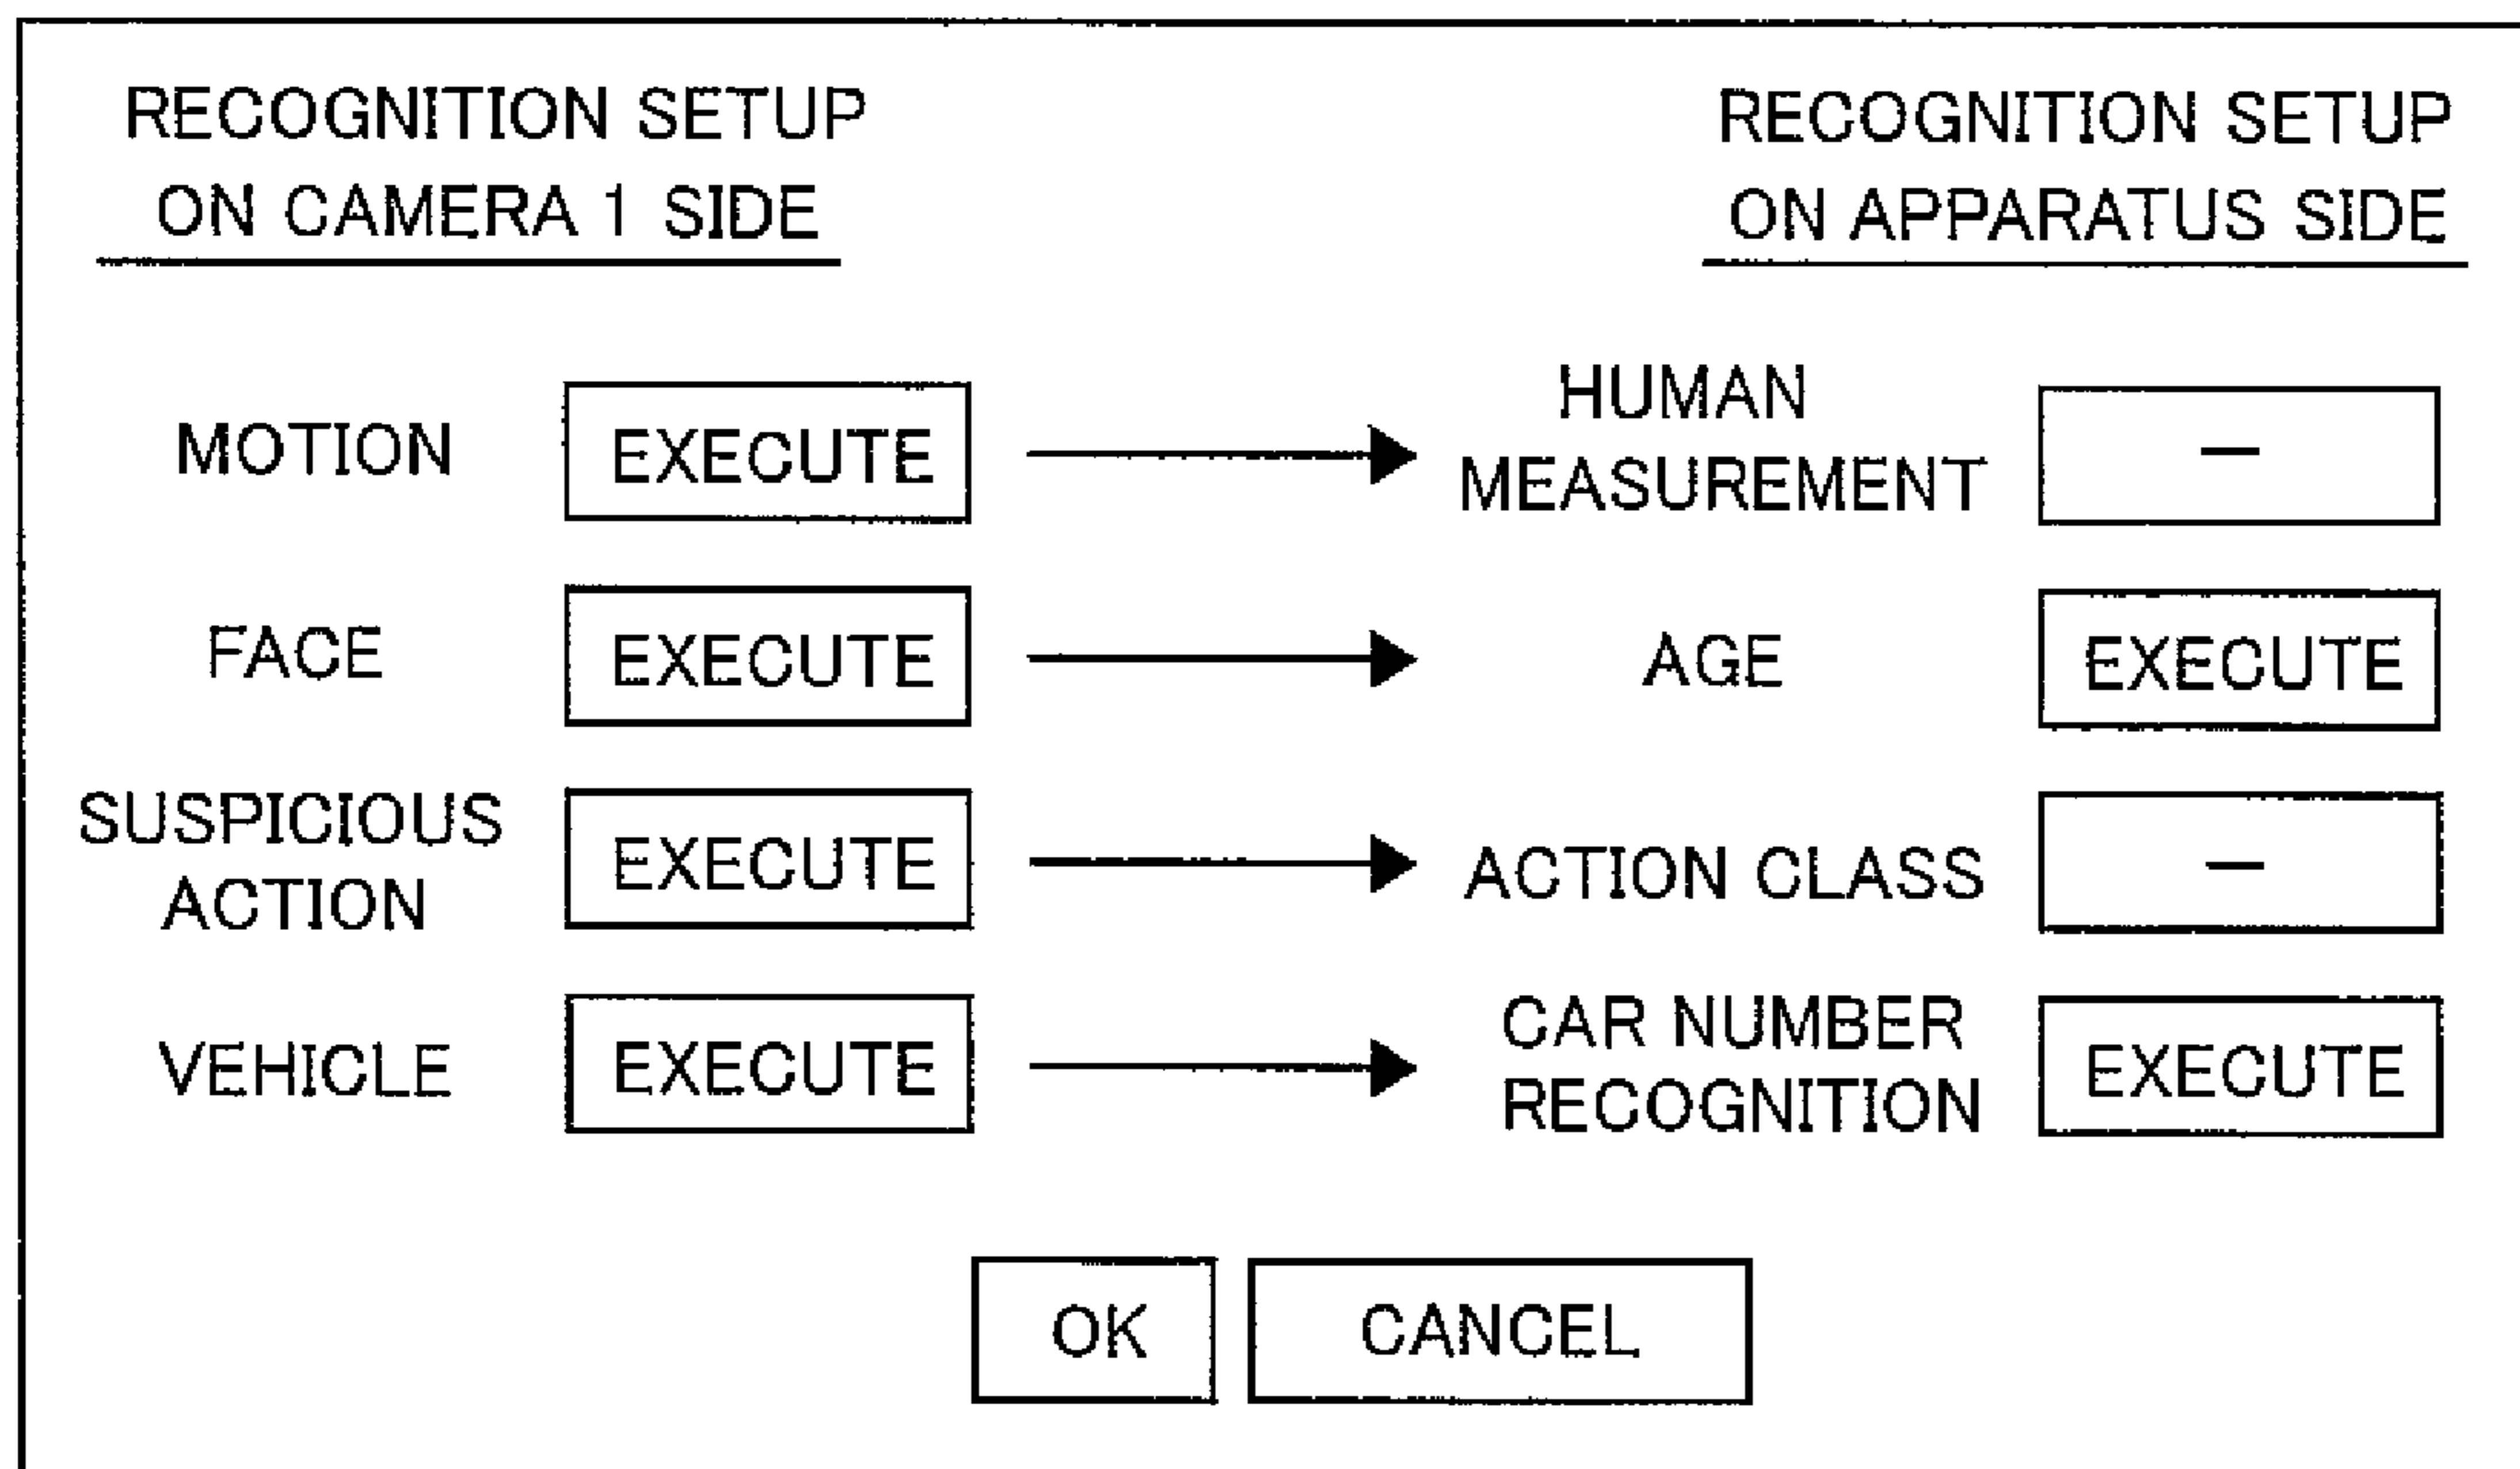 RECOGNITION SETUP
ON CAMERA 1 SIDE
RECOGNITION SETUP
ON APPARATUS SIDE
MOTION
EXECUTE
HUMAN
MEASUREMENT
—
FACE
EXECUTE
AGE
EXECUTE
SUSPICIOUS
ACTION
EXECUTE
ACTION CLASS
—
VEHICLE
EXECUTE
CAR NUMBER
RECOGNITION
EXECUTE
OK
CANCEL